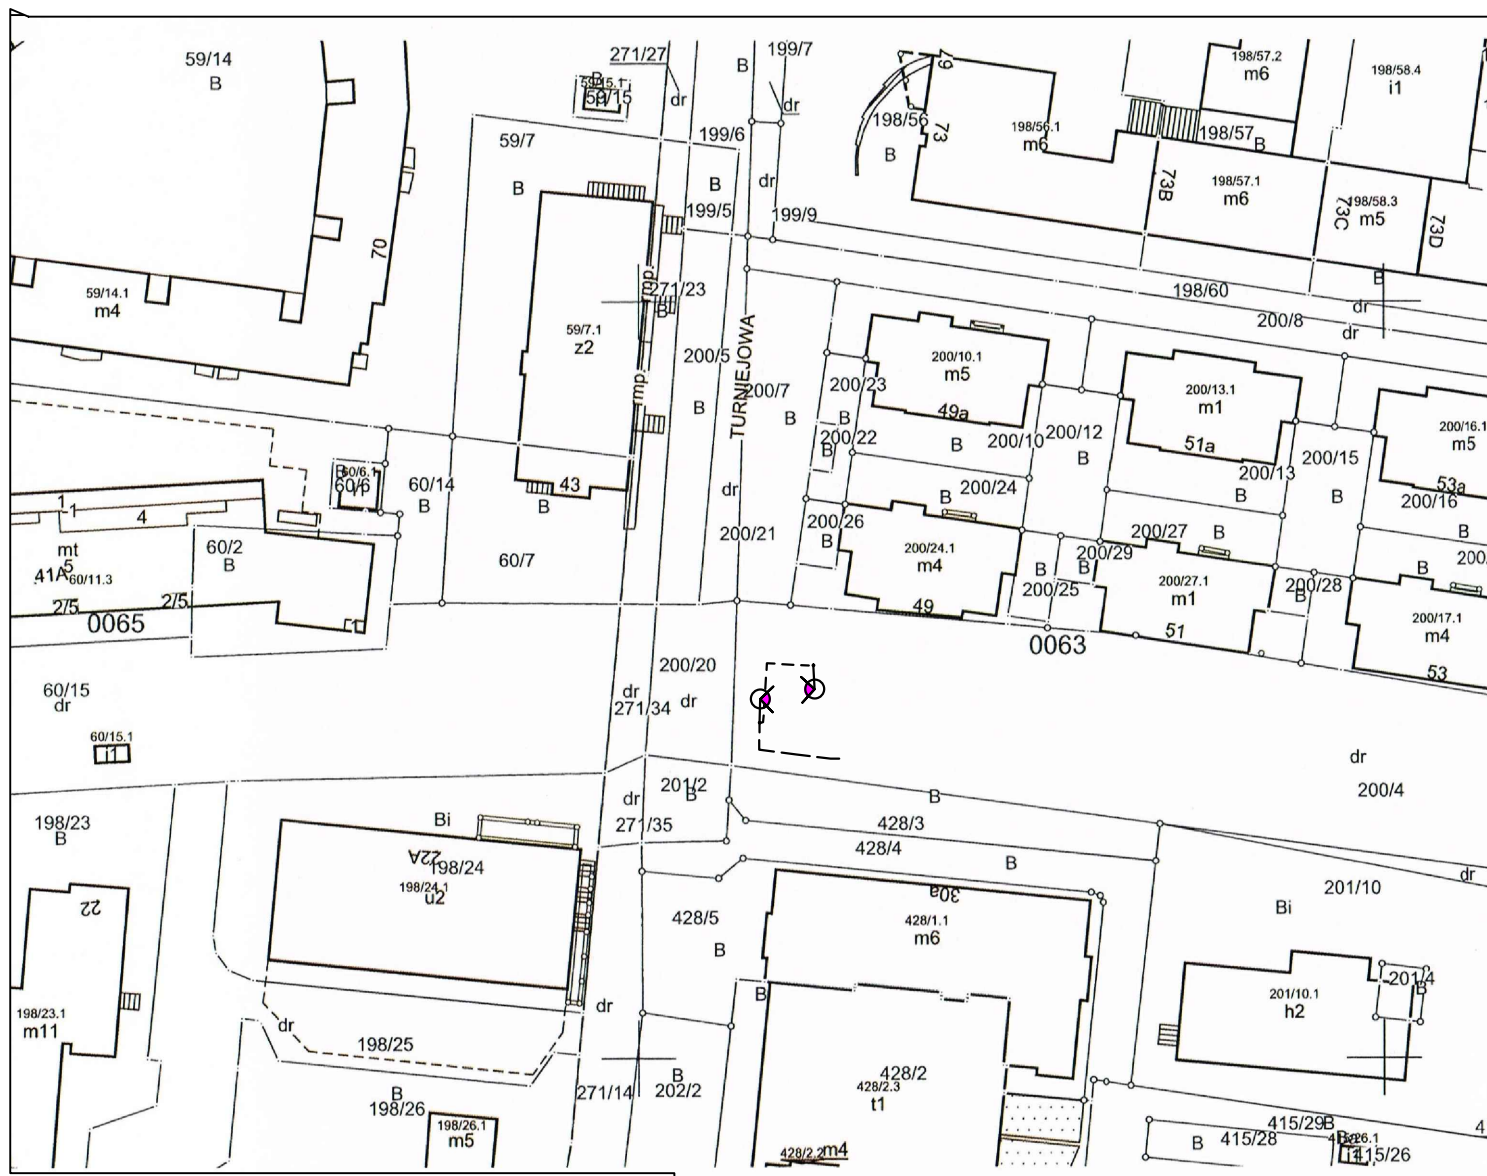 59/14
B
271/27
199/7
B
59/15.1
59/15
dr
dr
79
198/56
73
198/56.1
m6
B
198/57.2
m6
198/57
B
198/58.4
i1
59/7
199/6
B
B
dr
199/5
199/9
73B
198/57.1
m6
73C
198/58.3
m5
73D
70
59/14.1
m4
mp.
271/23
B
198/60
B
dr
200/8
dr
59/7.1
z2
TURNIEJOWA
200/5
200/7
mp.
B
B
200/23
B
200/22
B
200/10.1
m5
49a
B
200/10
200/12
B
200/13.1
m1
51a
200/13
B
200/15
B
200/16.1
m5
53a
200/16
B
60/6.1
B
60/6
60/14
B
43
B
dr
200/21
200/24
B
200/26
B
200/24.1
m4
49
200/27
B
200/29
B
B
200/25
200/27.1
m1
51
200/28
B
B
200/17.1
m4
53
1
1
4
mt
5
41A
60/11.3
60/2
B
2/5
2/5
0065
60/7
0063
60/15
dr
60/15.1
i1
200/20
dr
dr
271/34
dr
200/4
201/2
B
dr
271/35
B
428/3
428/4
B
198/23
B
Bi
22A
198/24
198/24.1
u2
30a
428/1.1
m6
dr
201/10
Bi
22
428/5
B
B
201/4
B
201/10.1
h2
198/23.1
m11
dr
dr
198/25
B
198/26
198/26.1
m5
271/14
B
202/2
428/2
428/2.3
t1
428/2.2
m4
415/29
B
B
415/28
415/26